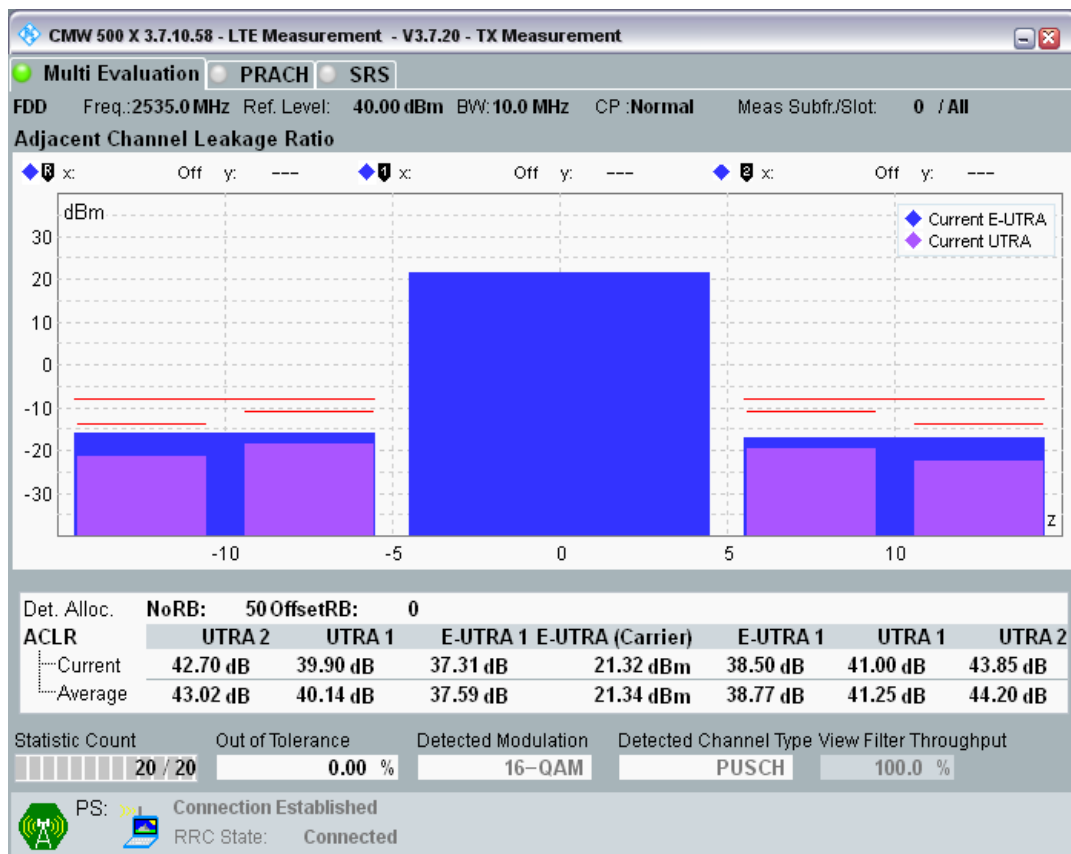 CMW 500 X 3.7.10.58 - LTE Measurement - V3.7.20 - TX Measurement
Multi Evaluation PRACH SRS
FDD Freg.:2535.0 MHz Ref. Level: 40.00 dBm BW: 10.0 MHz CP :Normal Meas Subfr./Slot: 0 / All
Adjacent Channel Leakage Ratio
R x: Off y: --- 1 x: Off y: --- 2 x: Off y: ---
dBm
Current E-UTRA
Current UTRA
30
20
10
0
-10
-20
-30
z
-10 -5 0 5 10
Det. Alloc. NoRB: 50 OffsetRB: 0
ACLR UTRA 2 UTRA 1 E-UTRA 1 E-UTRA (Carrier) E-UTRA 1 UTRA 1 UTRA 2
Current 42.70 dB 39.90 dB 37.31 dB 21.32 dBm 38.50 dB 41.00 dB 43.85 dB
Average 43.02 dB 40.14 dB 37.59 dB 21.34 dBm 38.77 dB 41.25 dB 44.20 dB
Statistic Count Out of Tolerance Detected Modulation Detected Channel Type View Filter Throughput
20 / 20 0.00 % 16-QAM PUSCH 100.0 %
PS: Connection Established
RRC State: Connected